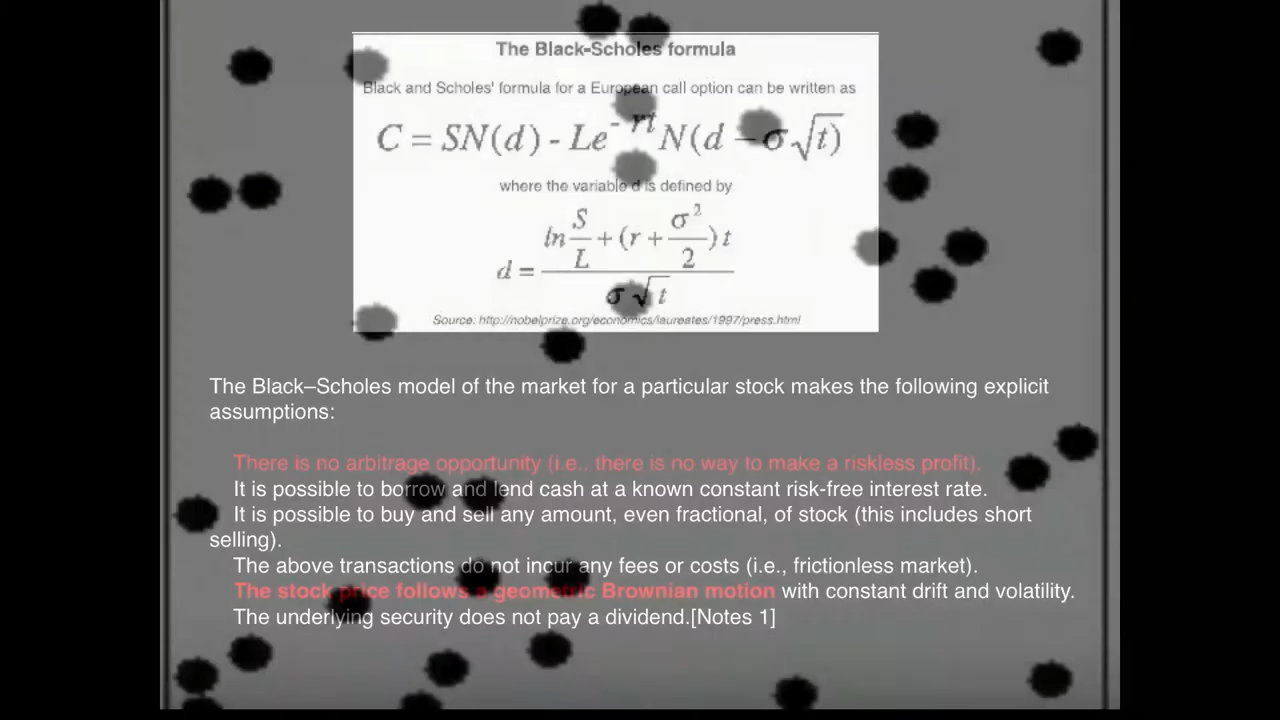 The Black-Scholes formula
Black and Scholes' formula for a European call option can be written as
C = SN(d) - Le^{-rt} N(d - σ√t)
where the variable d is defined by
d = (ln S/L + (r + σ²/2) t) / (σ√t)
Source: http://nobelprize.org/economics/laureates/1997/press.html
The Black–Scholes model of the market for a particular stock makes the following explicit
assumptions:
There is no arbitrage opportunity (i.e., there is no way to make a riskless profit).
It is possible to borrow and lend cash at a known constant risk-free interest rate.
It is possible to buy and sell any amount, even fractional, of stock (this includes short
selling).
The above transactions do not incur any fees or costs (i.e., frictionless market).
The stock price follows a geometric Brownian motion with constant drift and volatility.
The underlying security does not pay a dividend.[Notes 1]